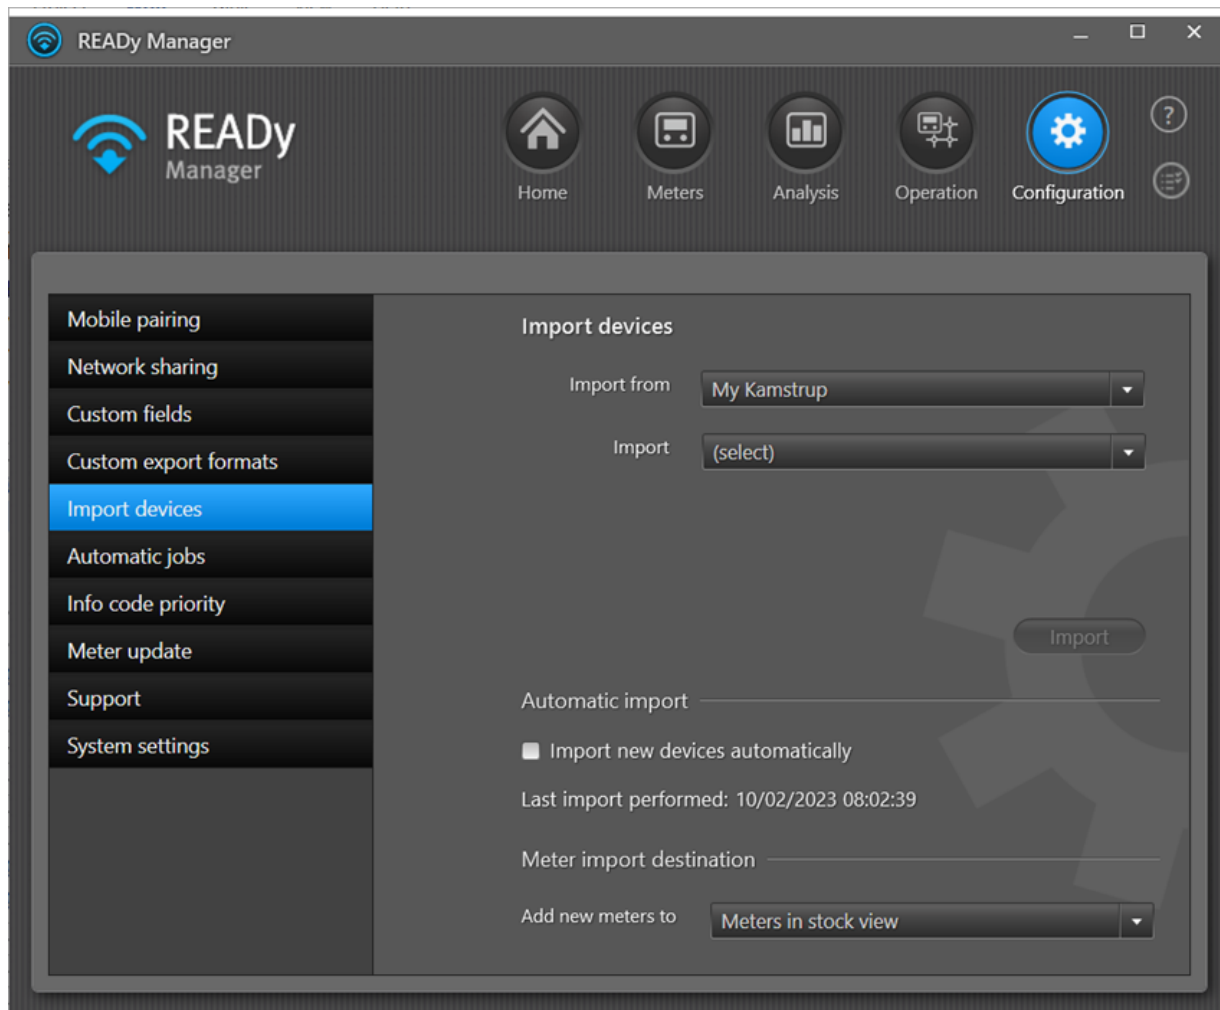 READy Manager
READy
Manager
?
Home
Meters
Analysis
Operation
Configuration
Mobile pairing
Network sharing
Custom fields
Custom export formats
Import devices
Automatic jobs
Info code priority
Meter update
Support
System settings
Import devices
Import from
My Kamstrup
Import
(select)
Import
Automatic import
Import new devices automatically
Last import performed: 10/02/2023 08:02:39
Meter import destination
Add new meters to
Meters in stock view